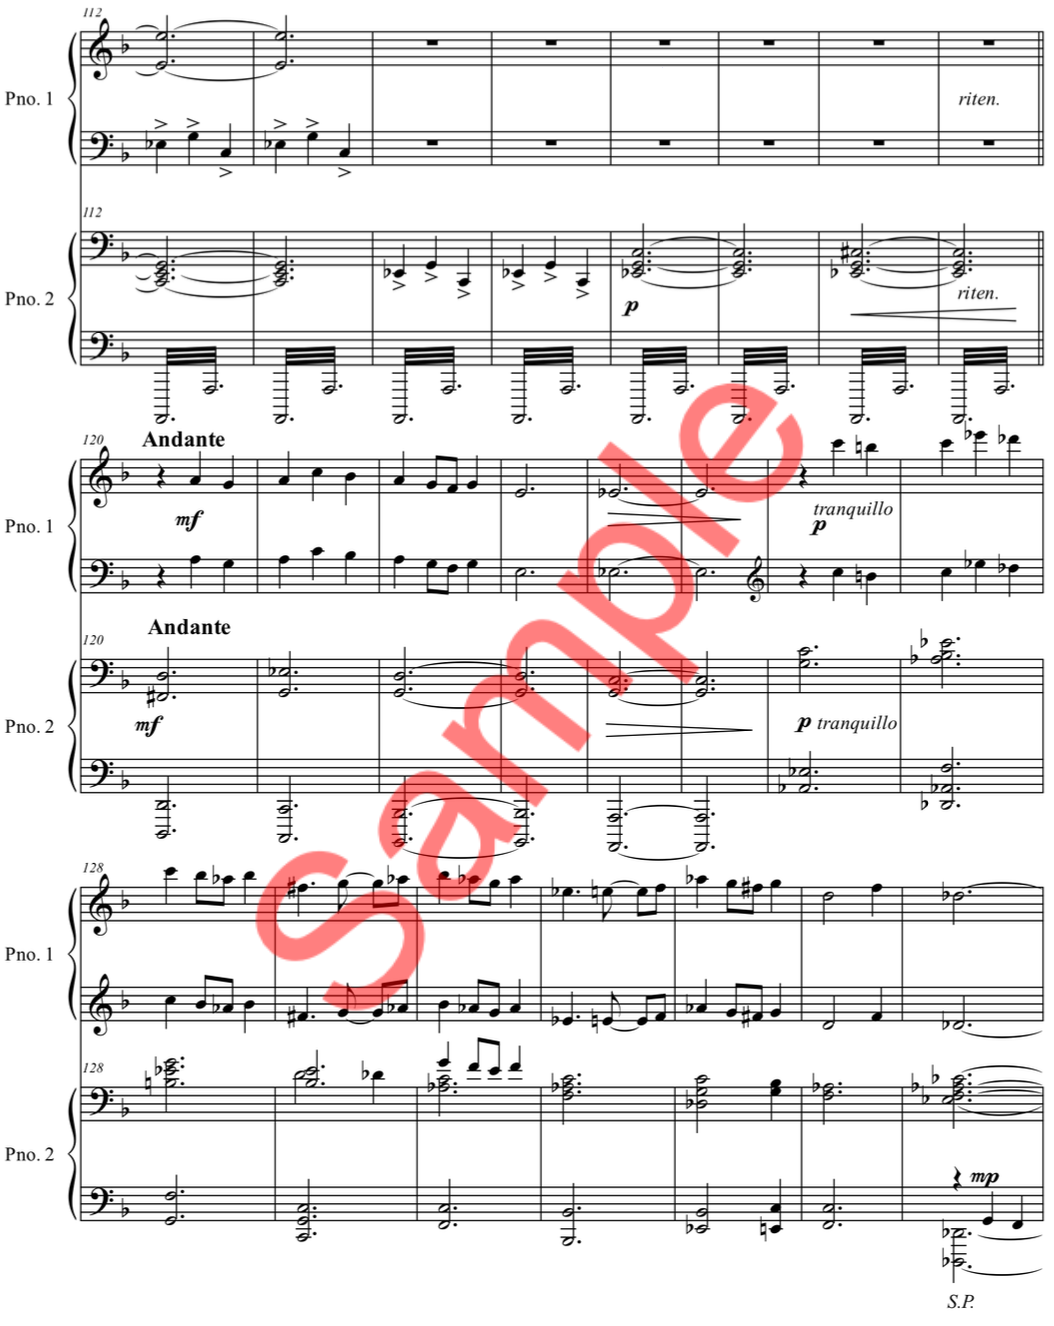 112
Pno. 1
riten.
112
Pno. 2
p
riten.
120
Andante
Pno. 1
mf
tranquillo
p
Andante
120
Pno. 2
mf
p tranquillo
Sample
128
Pno. 1
128
Pno. 2
mp
S.P.